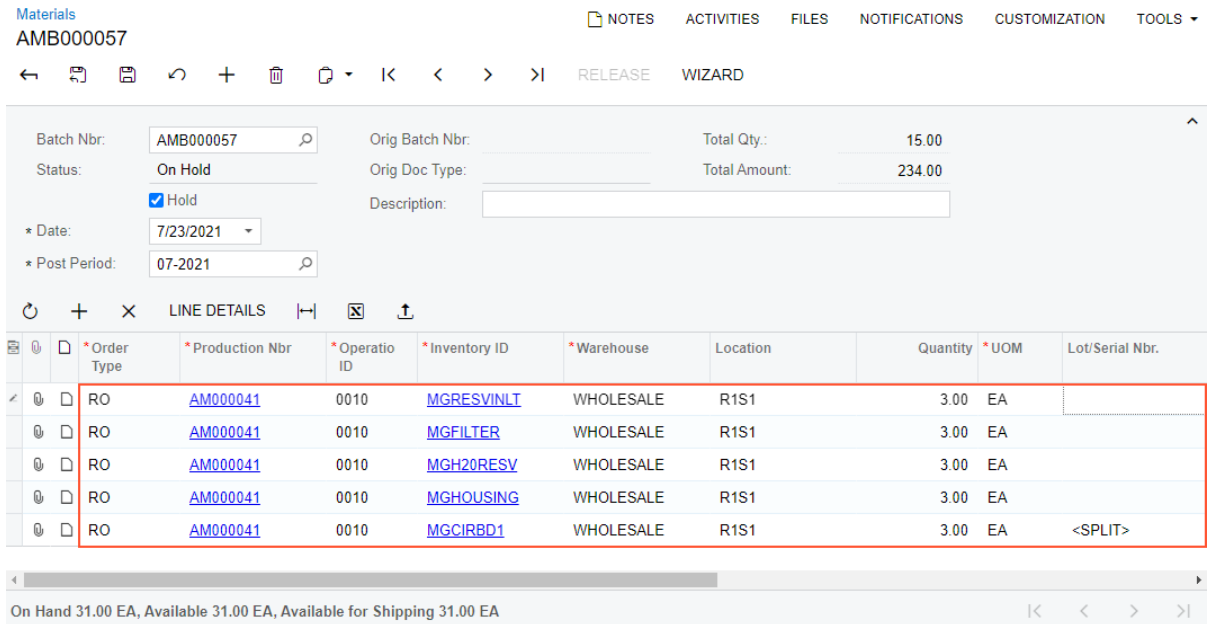 Materials
NOTES ACTIVITIES FILES NOTIFICATIONS CUSTOMIZATION TOOLS
AMB000057
RELEASE WIZARD
Batch Nbr: AMB000057 Orig Batch Nbr: Total Qty.: 15.00
Status: On Hold Orig Doc Type: Total Amount: 234.00
Hold Description:
* Date: 7/23/2021
* Post Period: 07-2021
LINE DETAILS
*Order Type *Production Nbr *Operatio ID *Inventory ID *Warehouse Location Quantity *UOM Lot/Serial Nbr.
RO AM000041 0010 MGRESVINLT WHOLESALE R1S1 3.00 EA
RO AM000041 0010 MGFILTER WHOLESALE R1S1 3.00 EA
RO AM000041 0010 MGH20RESV WHOLESALE R1S1 3.00 EA
RO AM000041 0010 MGHOUSING WHOLESALE R1S1 3.00 EA
RO AM000041 0010 MGCIRBD1 WHOLESALE R1S1 3.00 EA <SPLIT>
On Hand 31.00 EA, Available 31.00 EA, Available for Shipping 31.00 EA